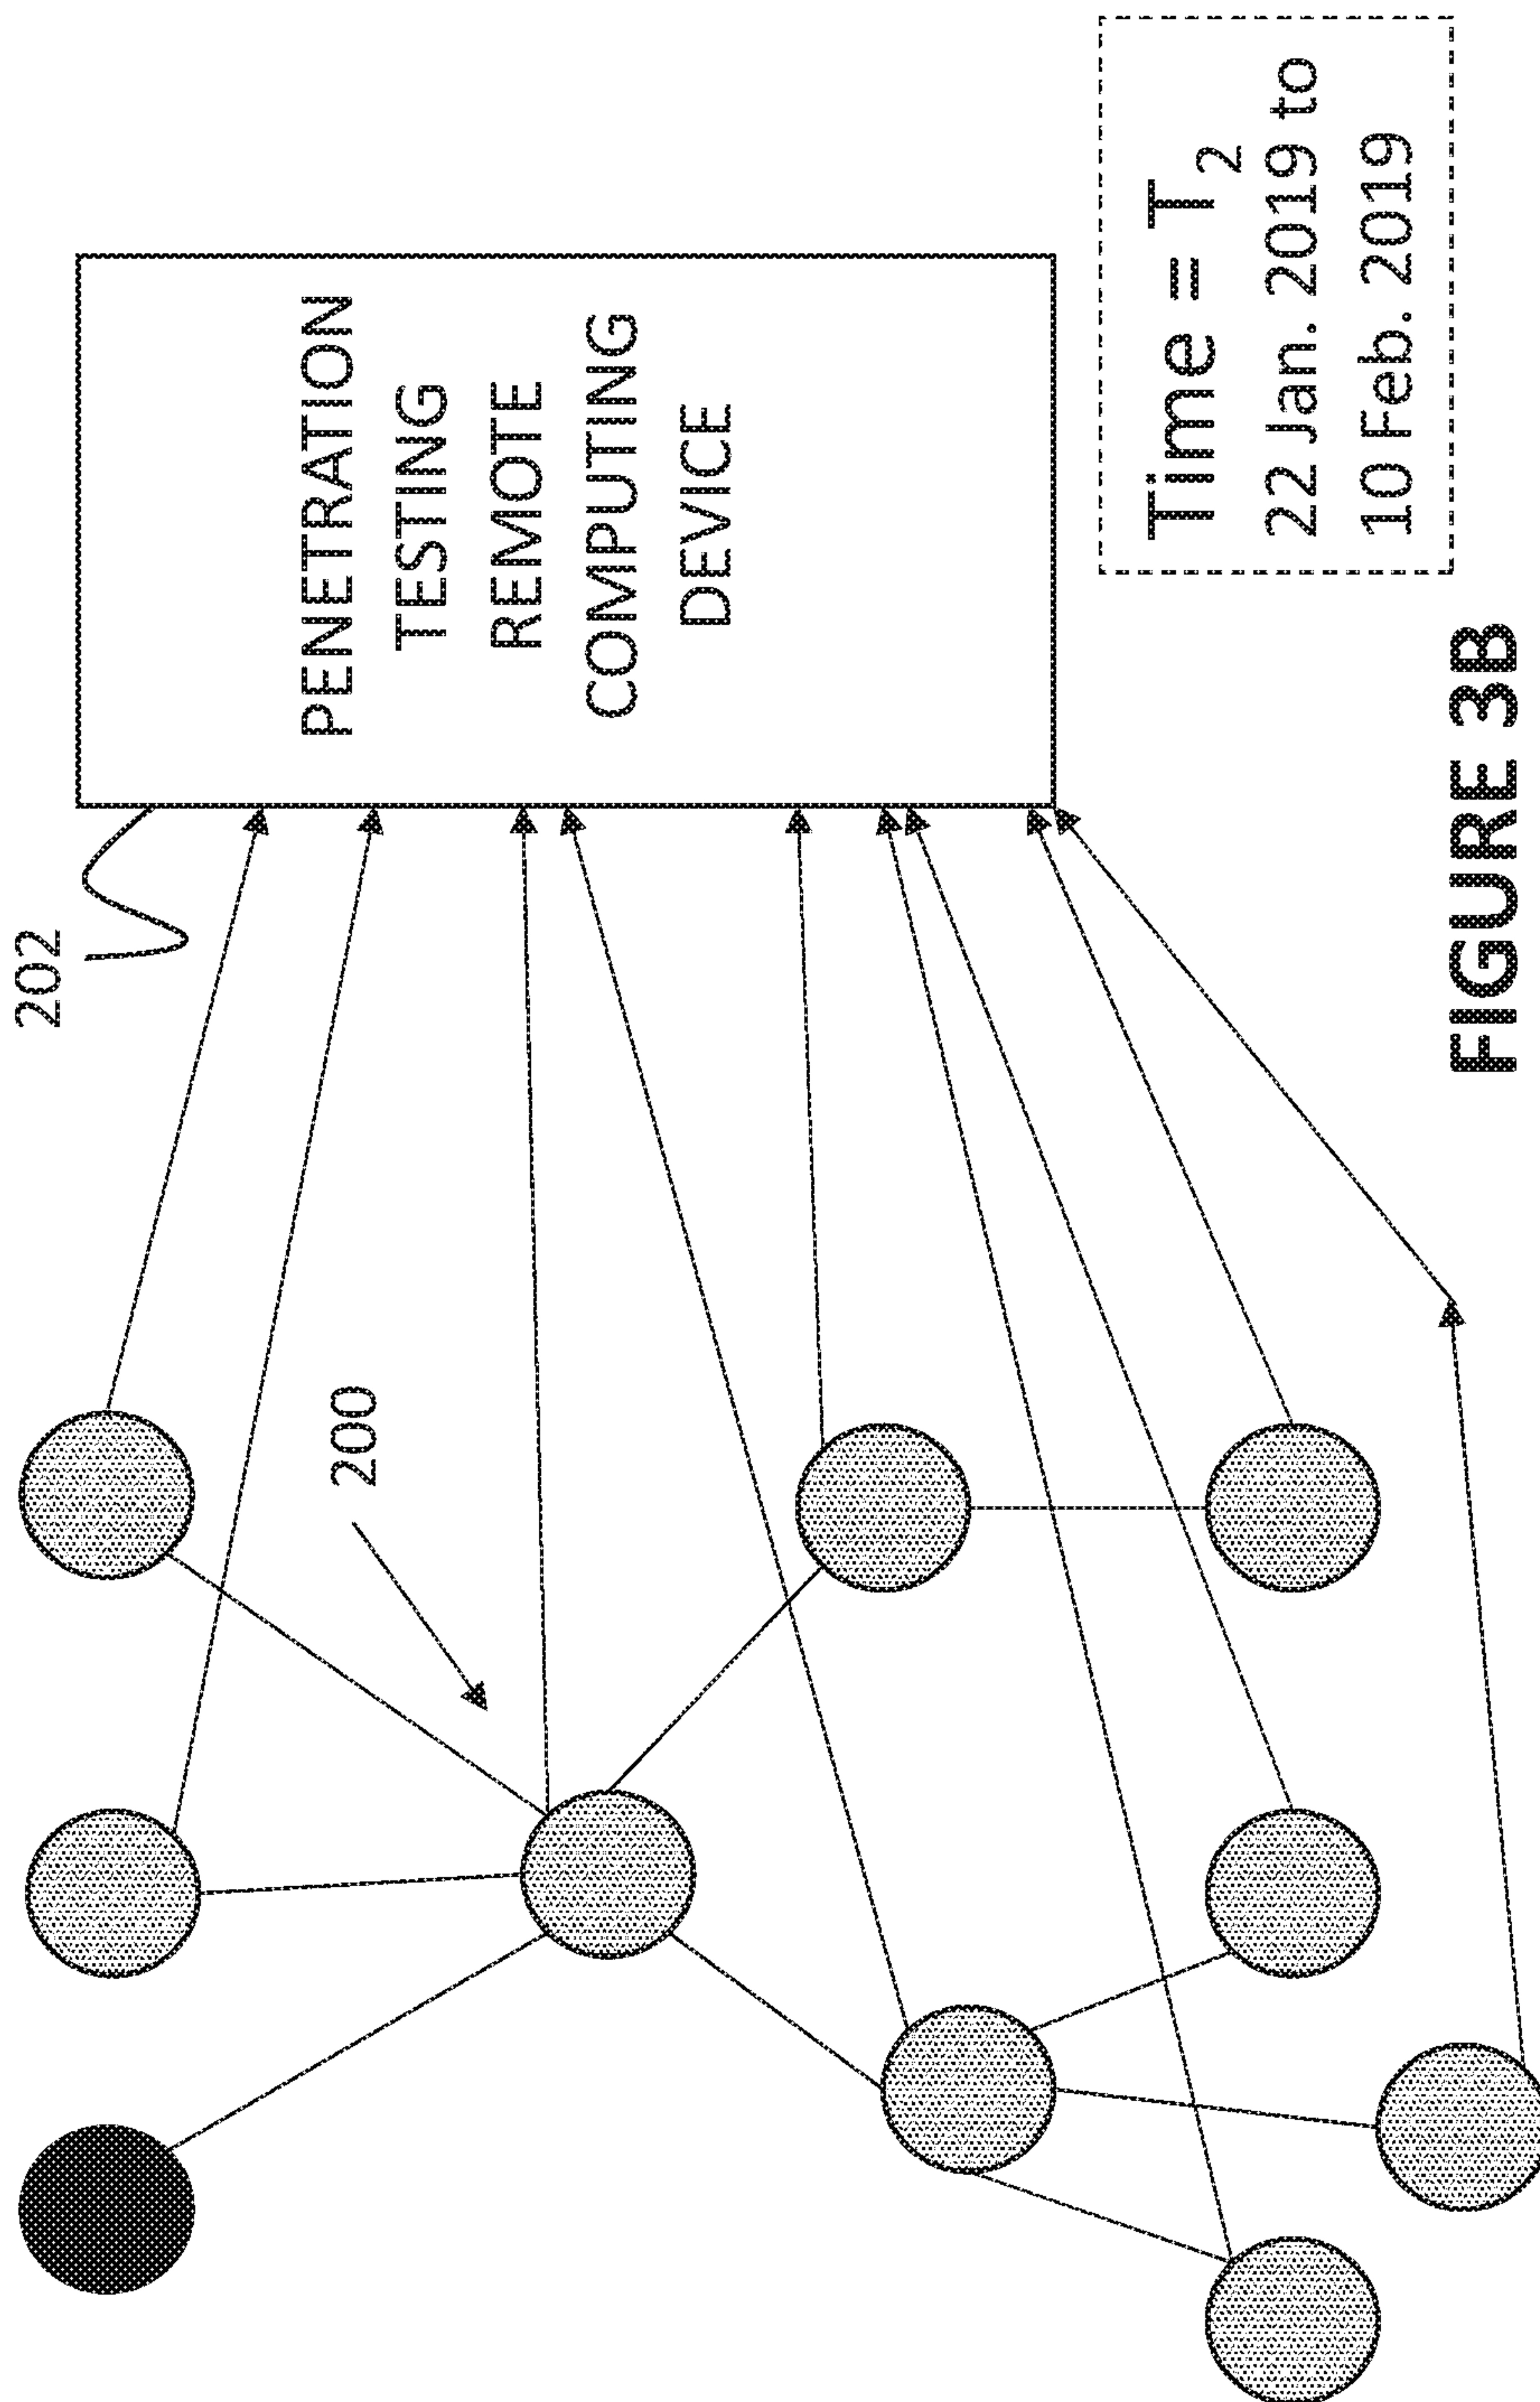 202
PENETRATION
TESTING
REMOTE
COMPUTING
DEVICE
200
Time = T₂
22 Jan. 2019 to
10 Feb. 2019
FIGURE 3B